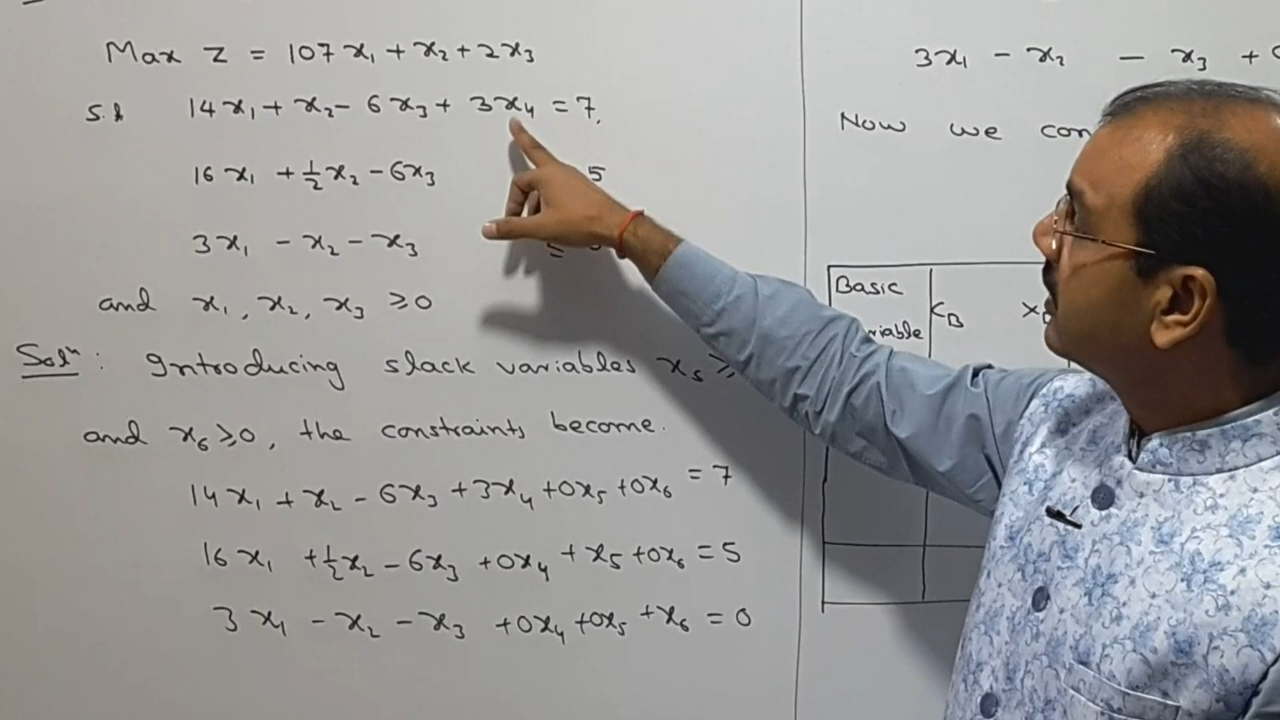 Max Z = 107x₁ + x₂ + 2x₃
s.t 14x₁ + x₂ - 6x₃ + 3x₄ = 7,
16x₁ + ½x₂ - 6x₃ 5
3x₁ - x₂ - x₃ ≤
and x₁, x₂, x₃ ≥ 0
Solⁿ: Introducing slack variables x₅ ≥
and x₆ ≥ 0, the constraints become.
14x₁ + x₂ - 6x₃ + 3x₄ + 0x₅ + 0x₆ = 7
16x₁ + ½x₂ - 6x₃ + 0x₄ + x₅ + 0x₆ = 5
3x₁ - x₂ - x₃ + 0x₄ + 0x₅ + x₆ = 0
3x₁ - x₂ - x₃ +
Now we con
Basic
riable C_B X_B